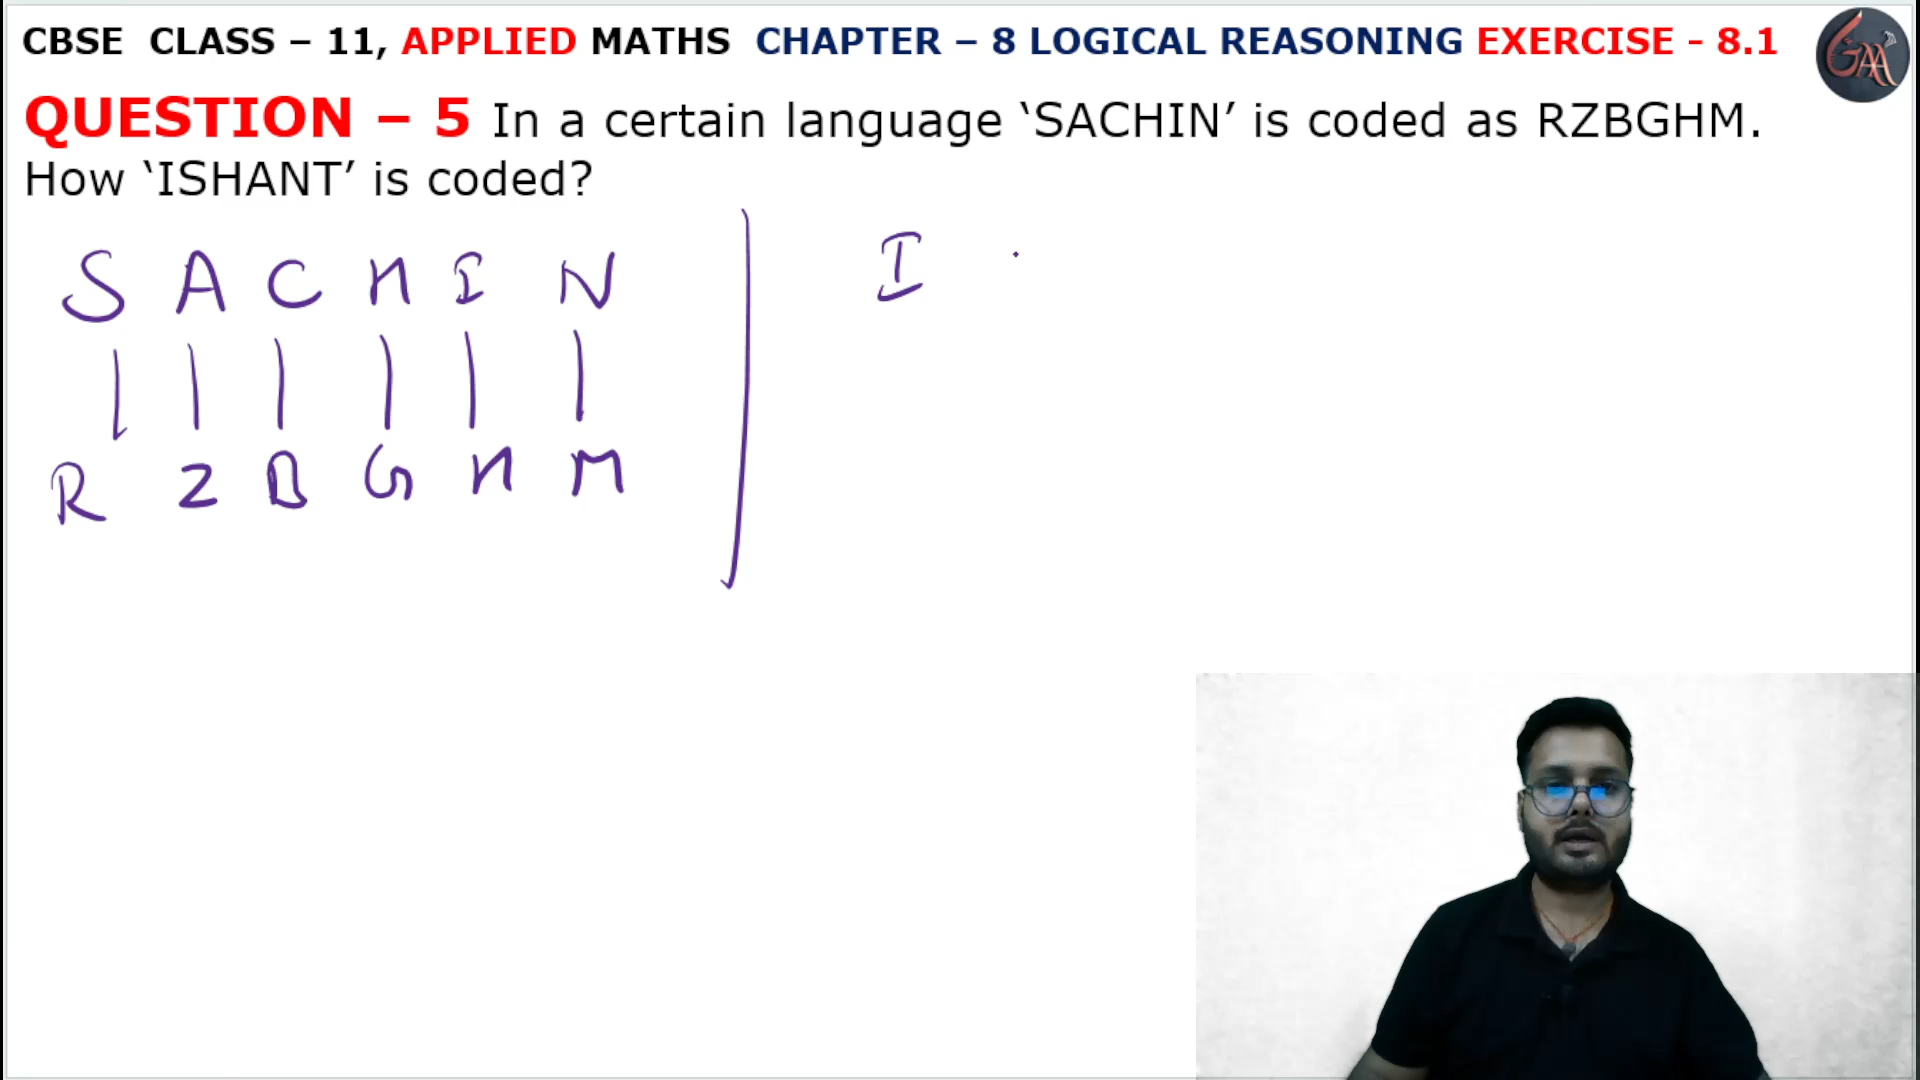 CBSE CLASS – 11, APPLIED MATHS CHAPTER – 8 LOGICAL REASONING EXERCISE - 8.1
QUESTION – 5 In a certain language ‘SACHIN’ is coded as RZBGHM.
How ‘ISHANT’ is coded?
S A C H I N
R Z B G H M
I